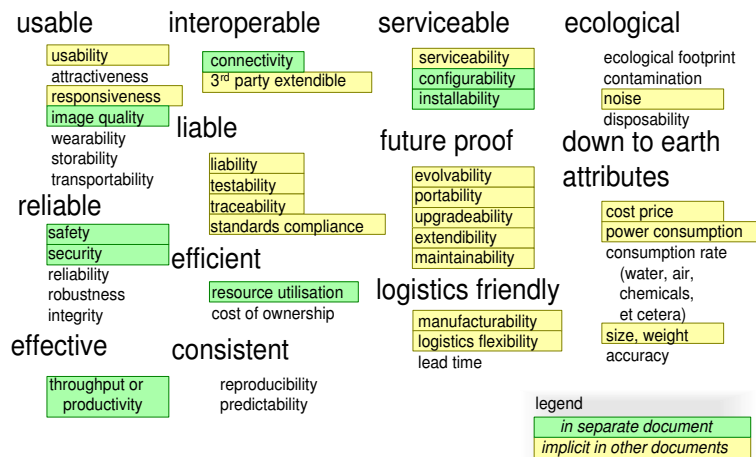 usable
usability
attractiveness
responsiveness
image quality
wearability
storability
transportability
reliable
safety
security
reliability
robustness
integrity
effective
throughput or
productivity
interoperable
connectivity
3rd party extendible
liable
liability
testability
traceability
standards compliance
efficient
resource utilisation
cost of ownership
consistent
reproducibility
predictability
serviceable
serviceability
configurability
installability
future proof
evolvability
portability
upgradeability
extendibility
maintainability
logistics friendly
manufacturability
logistics flexibility
lead time
ecological
ecological footprint
contamination
noise
disposability
down to earth
attributes
cost price
power consumption
consumption rate
(water, air,
chemicals,
et cetera)
size, weight
accuracy
legend
in separate document
implicit in other documents